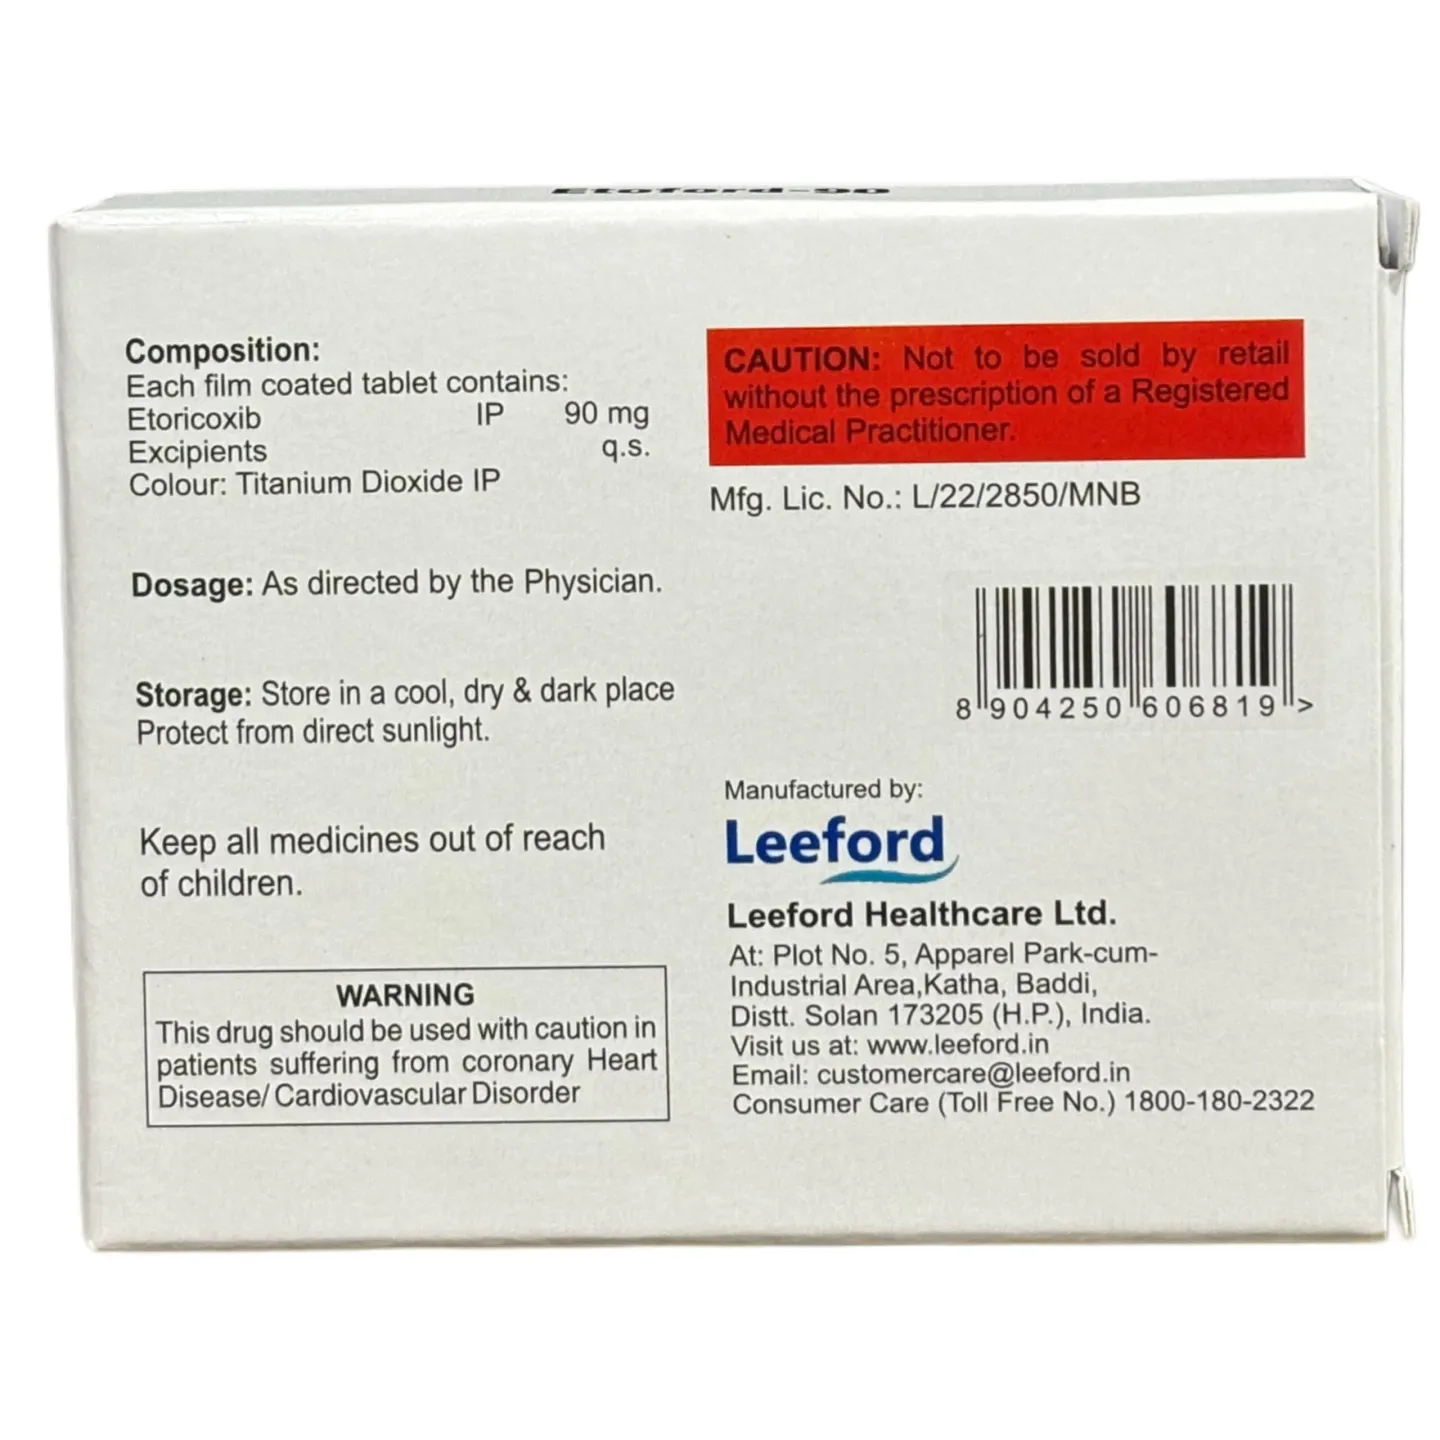 Etoford-90
Composition:
Each film coated tablet contains:
Etoricoxib IP 90 mg
Excipients q.s.
Colour: Titanium Dioxide IP
Dosage: As directed by the Physician.
Storage: Store in a cool, dry & dark place
Protect from direct sunlight.
Keep all medicines out of reach
of children.
WARNING
This drug should be used with caution in
patients suffering from coronary Heart
Disease/ Cardiovascular Disorder
CAUTION: Not to be sold by retail
without the prescription of a Registered
Medical Practitioner.
Mfg. Lic. No.: L/22/2850/MNB
8 904250 606819 >
Manufactured by:
Leeford
Leeford Healthcare Ltd.
At: Plot No. 5, Apparel Park-cum-
Industrial Area,Katha, Baddi,
Distt. Solan 173205 (H.P.), India.
Visit us at: www.leeford.in
Email: customercare@leeford.in
Consumer Care (Toll Free No.) 1800-180-2322